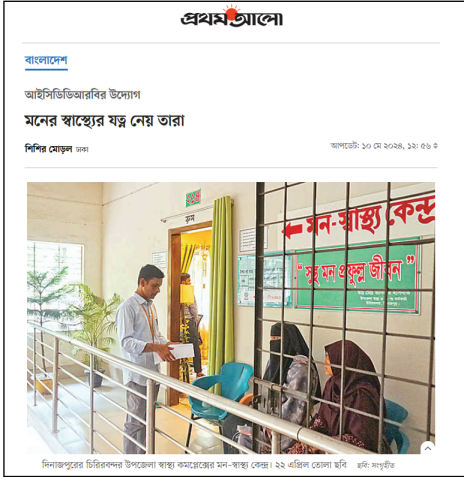 প্রথম আলো
বাংলাদেশ
আইসিডিডিআরবির উদ্যোগ
মনের স্বাস্থ্যের যত্ন নেয় তারা
শিশির মোড়ল ঢাকা
আপডেট: ১০ মে ২০২৪, ১২: ৫৬
মন-স্বাস্থ্য কেন্দ্র
“সুস্থ মন প্রফুল্ল জীবন”
দিনাজপুরের চিরিরবন্দর উপজেলা স্বাস্থ্য কমপ্লেক্সের মন-স্বাস্থ্য কেন্দ্র। ২২ এপ্রিল তোলা ছবি ছবি: সংগৃহীত